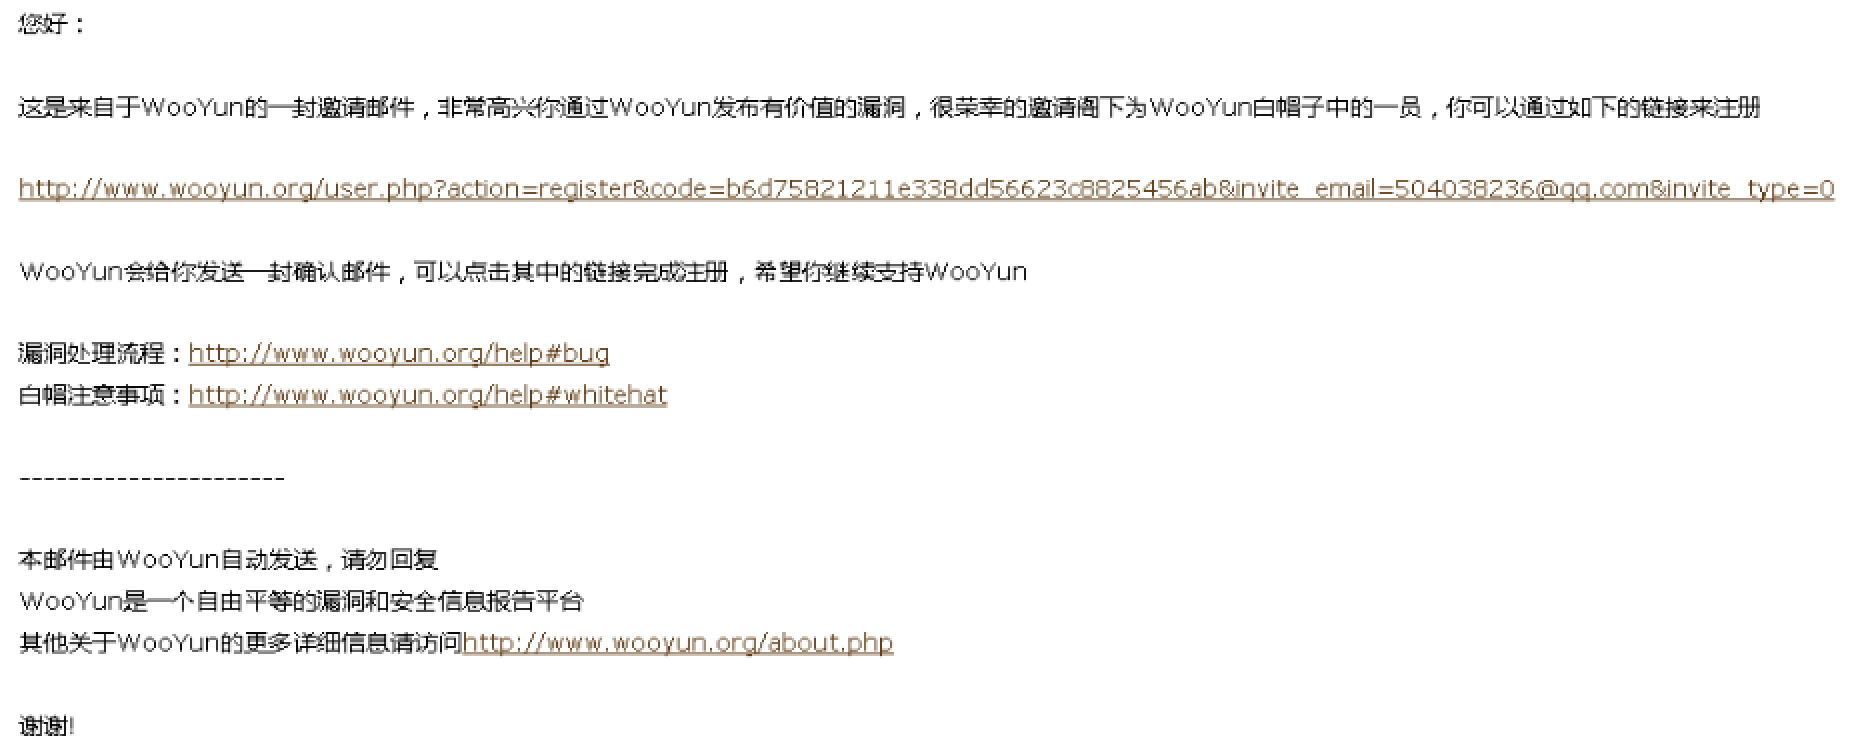 您好：
这是来自于WooYun的一封邀请邮件，非常高兴你通过WooYun发布有价值的漏洞，很荣幸的邀请阁下为WooYun白帽子中的一员，你可以通过如下的链接来注册
http://www.wooyun.org/user.php?action=register&code=b6d75821211e338dd56623c8825456ab&invite_email=504038236@qq.com&invite_type=0
WooYun会给你发送一封确认邮件，可以点击其中的链接完成注册，希望你继续支持WooYun
漏洞处理流程：http://www.wooyun.org/help#bug
白帽注意事项：http://www.wooyun.org/help#whitehat
----------------------
本邮件由WooYun自动发送，请勿回复
WooYun是一个自由平等的漏洞和安全信息报告平台
其他关于WooYun的更多详细信息请访问http://www.wooyun.org/about.php
谢谢!